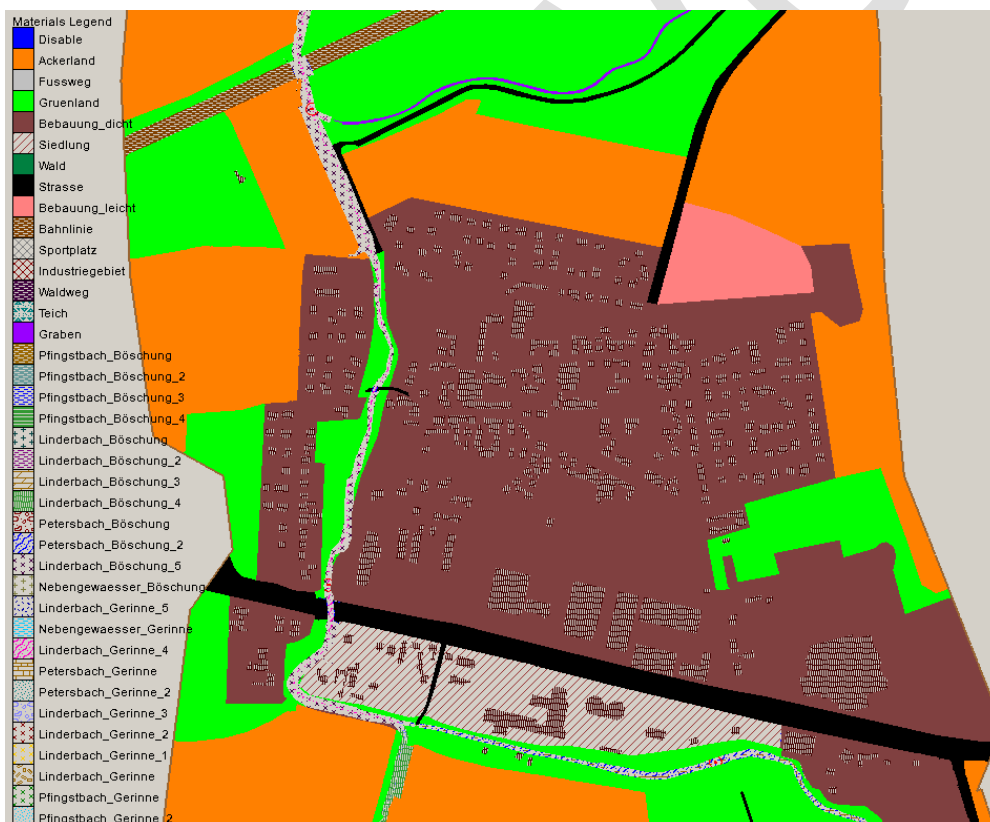 Materials Legend
Disable
Ackerland
Fussweg
Gruenland
Bebauung_dicht
Siedlung
Wald
Strasse
Bebauung_leicht
Bahnlinie
Sportplatz
Industriegebiet
Waldweg
Teich
Graben
Pfingstbach_Böschung
Pfingstbach_Böschung_2
Pfingstbach_Böschung_3
Pfingstbach_Böschung_4
Linderbach_Böschung
Linderbach_Böschung_2
Linderbach_Böschung_3
Linderbach_Böschung_4
Petersbach_Böschung
Petersbach_Böschung_2
Linderbach_Böschung_5
Nebengewaesser_Böschung
Linderbach_Gerinne_5
Nebengewaesser_Gerinne
Linderbach_Gerinne_4
Petersbach_Gerinne
Petersbach_Gerinne_2
Linderbach_Gerinne_3
Linderbach_Gerinne_2
Linderbach_Gerinne_1
Linderbach_Gerinne
Pfingstbach_Gerinne
Pfingstbach_Gerinne_2